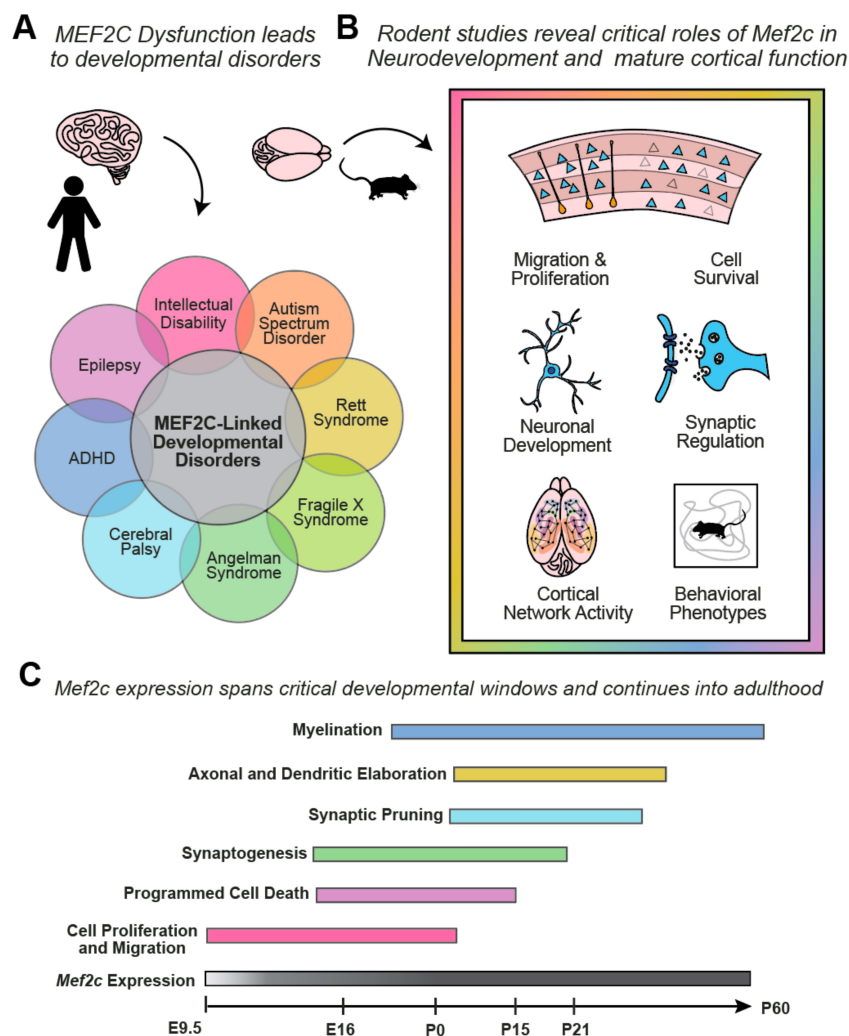 A
MEF2C Dysfunction leads
to developmental disorders
B
Rodent studies reveal critical roles of Mef2c in
Neurodevelopment and mature cortical function
Intellectual
Disability
Autism
Spectrum
Disorder
Epilepsy
Rett
Syndrome
MEF2C-Linked
Developmental
Disorders
ADHD
Fragile X
Syndrome
Cerebral
Palsy
Angelman
Syndrome
Migration &
Proliferation
Cell
Survival
Neuronal
Development
Synaptic
Regulation
Cortical
Network Activity
Behavioral
Phenotypes
C
Mef2c expression spans critical developmental windows and continues into adulthood
Myelination
Axonal and Dendritic Elaboration
Synaptic Pruning
Synaptogenesis
Programmed Cell Death
Cell Proliferation
and Migration
Mef2c Expression
E9.5 E16 P0 P15 P21 P60